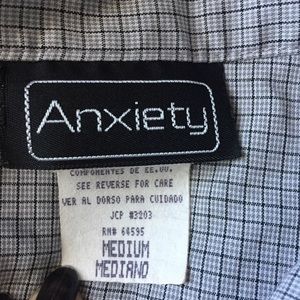 Anxiety
COMPONENTES DE EE.UU.
SEE REVERSE FOR CARE
VER AL DORSO PARA CUIDADO
JCP #3203
RN# 60595
MEDIUM
MEDIANO